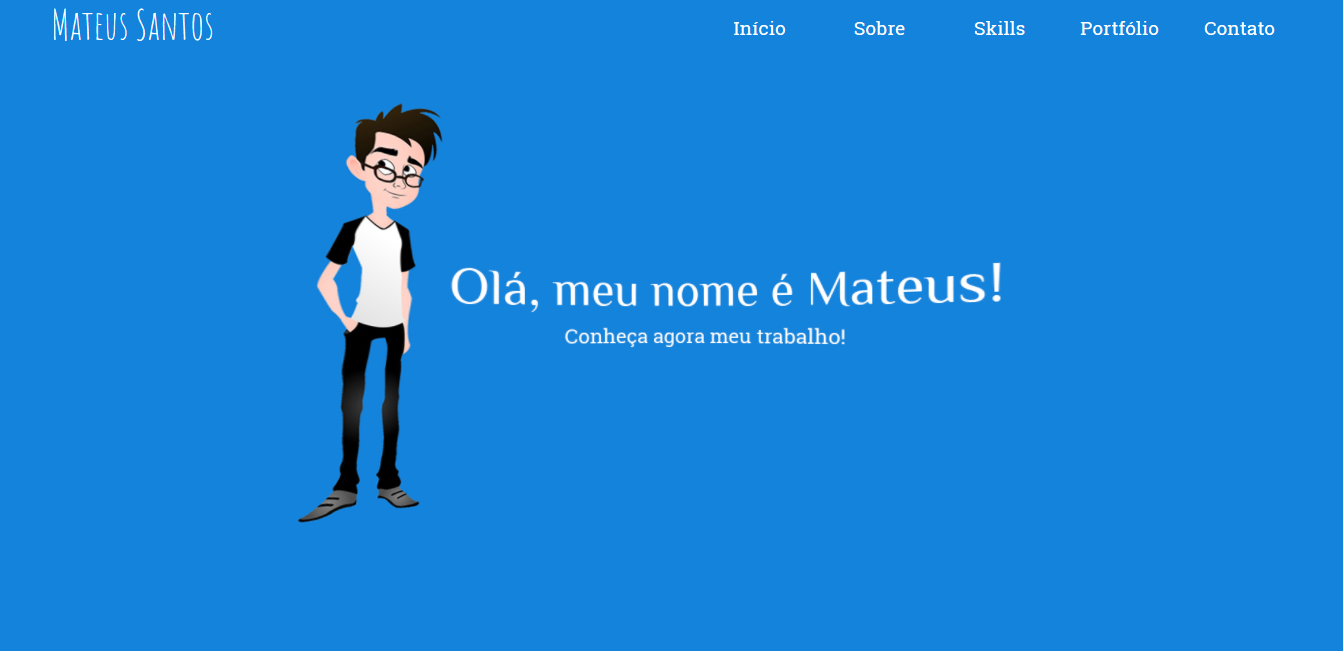 Mateus Santos
Início Sobre Skills Portfólio Contato
Olá, meu nome é Mateus!
Conheça agora meu trabalho!